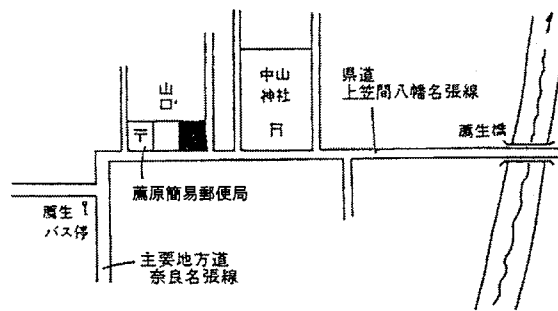 山口
中山
神社
県道
上笠間八幡名張線
薦生橋
〒
薦原簡易郵便局
薦生
バス停
主要地方道
奈良名張線